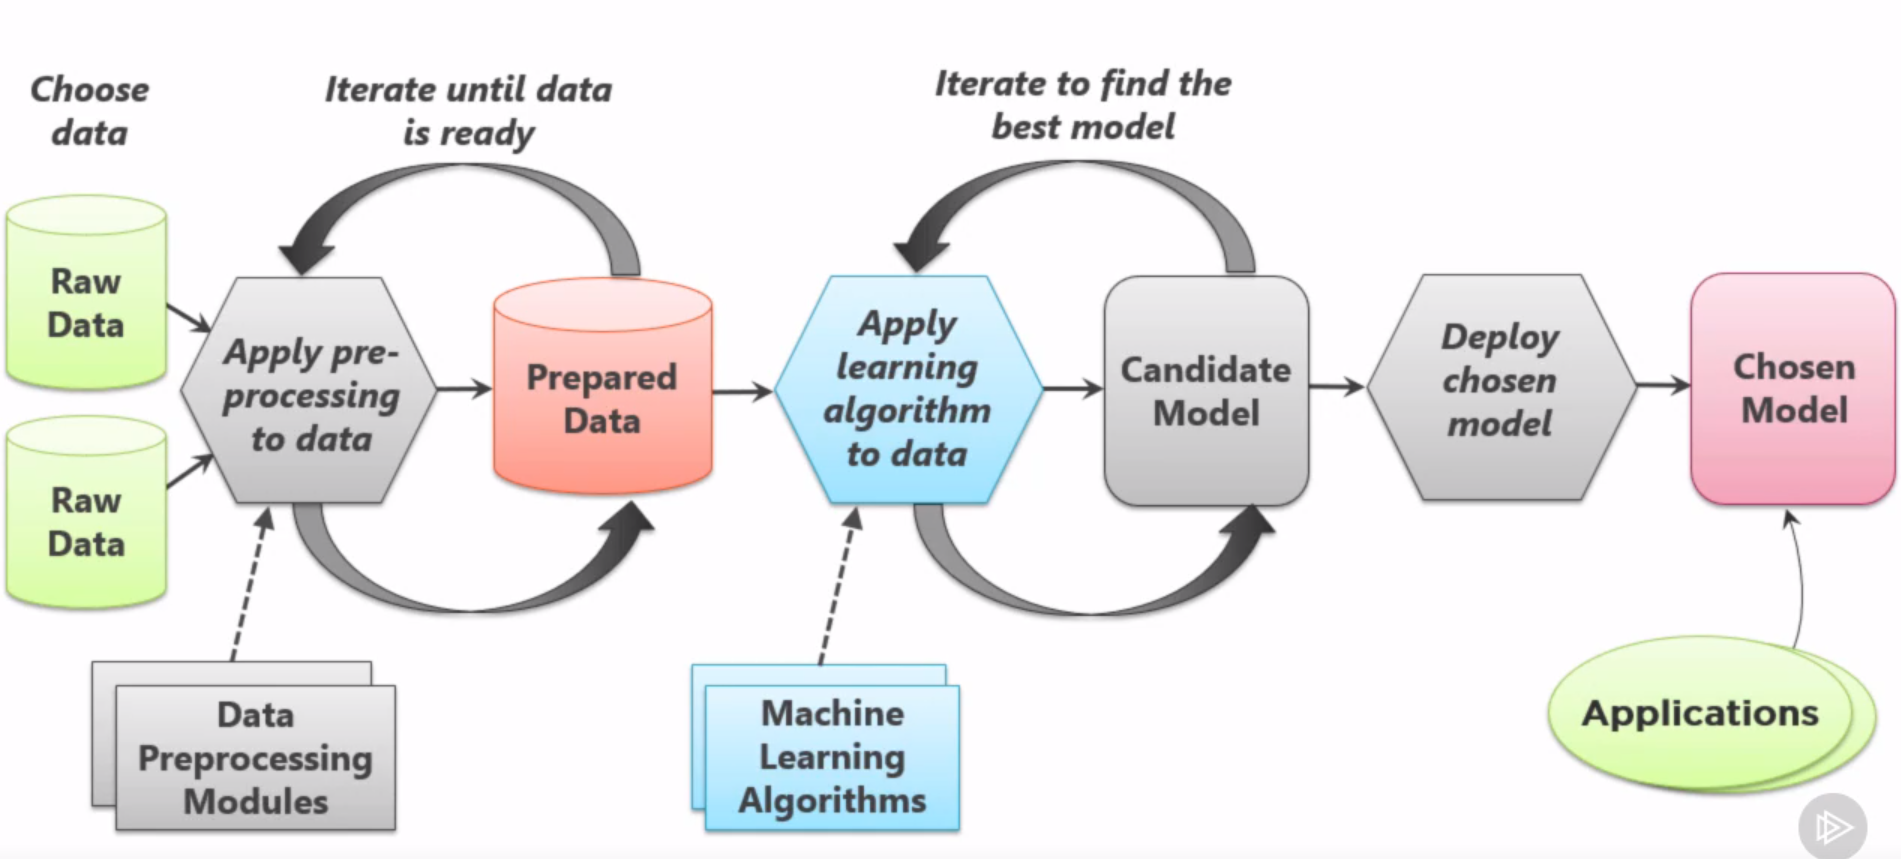 Choose
data
Iterate until data
is ready
Iterate to find the
best model
Raw
Data
Raw
Data
Apply pre-
processing
to data
Prepared
Data
Apply
learning
algorithm
to data
Candidate
Model
Deploy
chosen
model
Chosen
Model
Data
Preprocessing
Modules
Machine
Learning
Algorithms
Applications